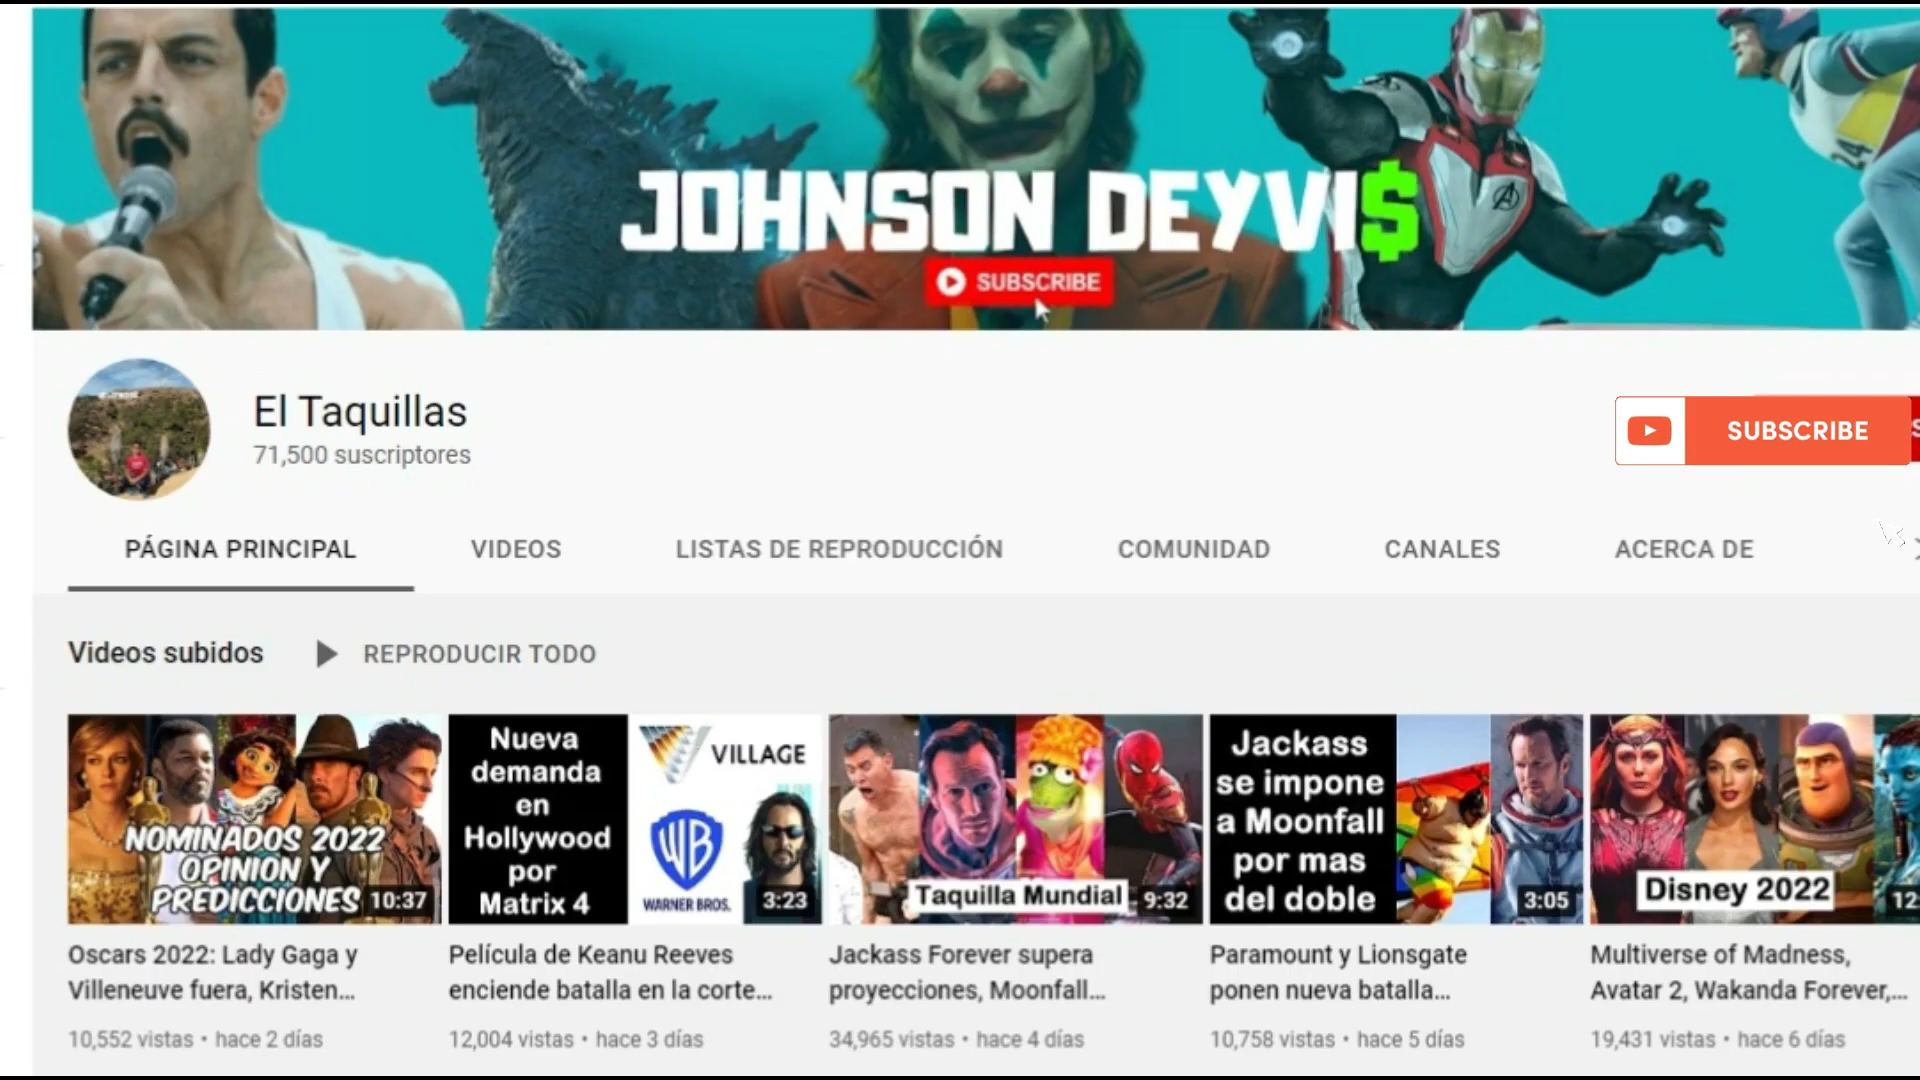 JOHNSON DEYVI$
SUBSCRIBE
El Taquillas
71,500 suscriptores
SUBSCRIBE
PÁGINA PRINCIPAL
VIDEOS
LISTAS DE REPRODUCCIÓN
COMUNIDAD
CANALES
ACERCA DE
Videos subidos
REPRODUCIR TODO
NOMINADOS 2022
OPINION Y
PREDICCIONES
10:37
Nueva
demanda
en
Hollywood
por
Matrix 4
VILLAGE
WB
WARNER BROS.
3:23
Taquilla Mundial
9:32
Jackass
se impone
a Moonfall
por mas
del doble
3:05
Disney 2022
12:
Oscars 2022: Lady Gaga y
Villeneuve fuera, Kristen...
10,552 vistas • hace 2 días
Película de Keanu Reeves
enciende batalla en la corte...
12,004 vistas • hace 3 días
Jackass Forever supera
proyecciones, Moonfall...
34,965 vistas • hace 4 días
Paramount y Lionsgate
ponen nueva batalla...
10,758 vistas • hace 5 días
Multiverse of Madness,
Avatar 2, Wakanda Forever,...
19,431 vistas • hace 6 días